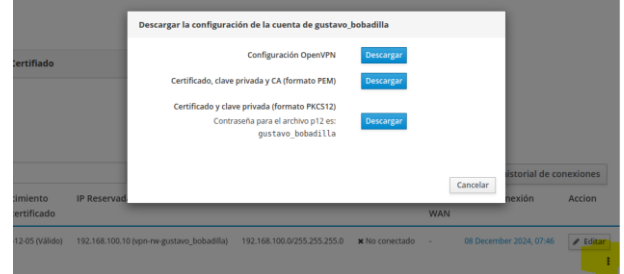 Descargar la configuración de la cuenta de gustavo_bobadilla
Configuración OpenVPN Descargar
Certificado, clave privada y CA (formato PEM) Descargar
Certificado y clave privada (formato PKCS12)
Contraseña para el archivo p12 es: Descargar
gustavo_bobadilla
Cancelar
Certifiado
istorial de conexiones
cimiento IP Reservad WAN nexión Accion
ertificado
12-05 (Válido) 192.168.100.10 (vpn-rw-gustavo_bobadilla) 192.168.100.0/255.255.255.0 ✖ No conectado - 08 December 2024, 07:46 Editar